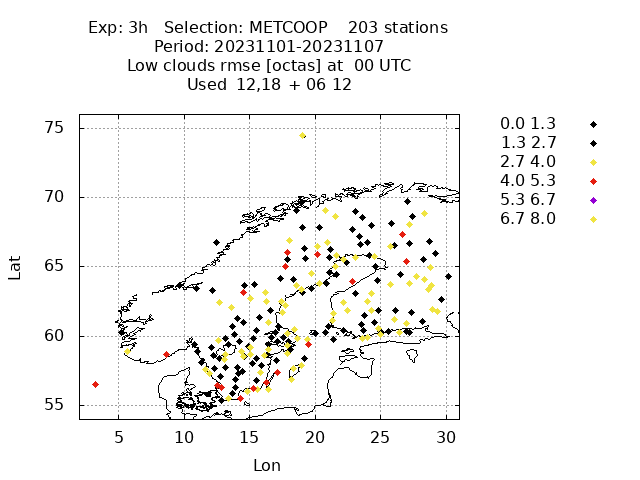 Exp: 3h Selection: METCOOP 203 stations
Period: 20231101-20231107
Low clouds rmse [octas] at 00 UTC
Used 12,18 + 06 12
75
70
65
60
55
Lat
5 10 15 20 25 30
Lon
0.0 1.3
1.3 2.7
2.7 4.0
4.0 5.3
5.3 6.7
6.7 8.0